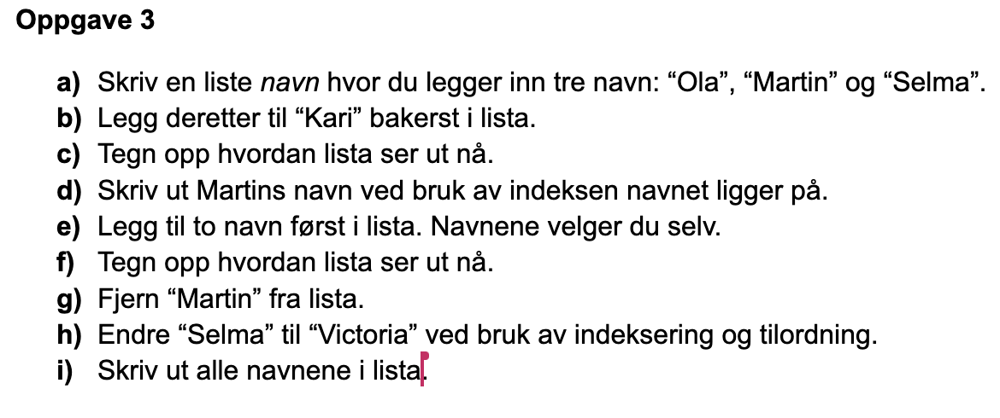 Oppgave 3
a) Skriv en liste navn hvor du legger inn tre navn: “Ola”, “Martin” og “Selma”.
b) Legg deretter til “Kari” bakerst i lista.
c) Tegn opp hvordan lista ser ut nå.
d) Skriv ut Martins navn ved bruk av indeksen navnet ligger på.
e) Legg til to navn først i lista. Navnene velger du selv.
f) Tegn opp hvordan lista ser ut nå.
g) Fjern “Martin” fra lista.
h) Endre “Selma” til “Victoria” ved bruk av indeksering og tilordning.
i) Skriv ut alle navnene i lista.